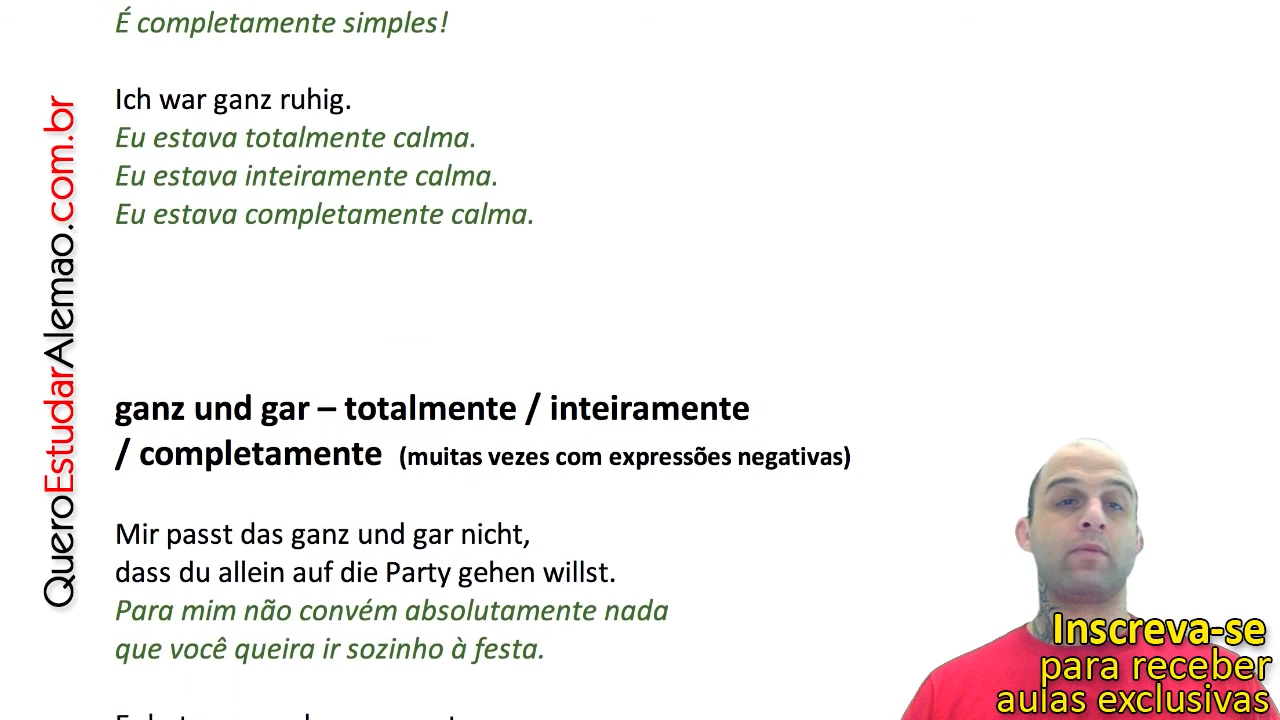 É completamente simples!
Ich war ganz ruhig.
Eu estava totalmente calma.
Eu estava inteiramente calma.
Eu estava completamente calma.
ganz und gar – totalmente / inteiramente
/ completamente (muitas vezes com expressões negativas)
Mir passt das ganz und gar nicht,
dass du allein auf die Party gehen willst.
Para mim não convém absolutamente nada
que você queira ir sozinho à festa.
QueroEstudarAlemao.com.br
Inscreva-se
para receber
aulas exclusivas